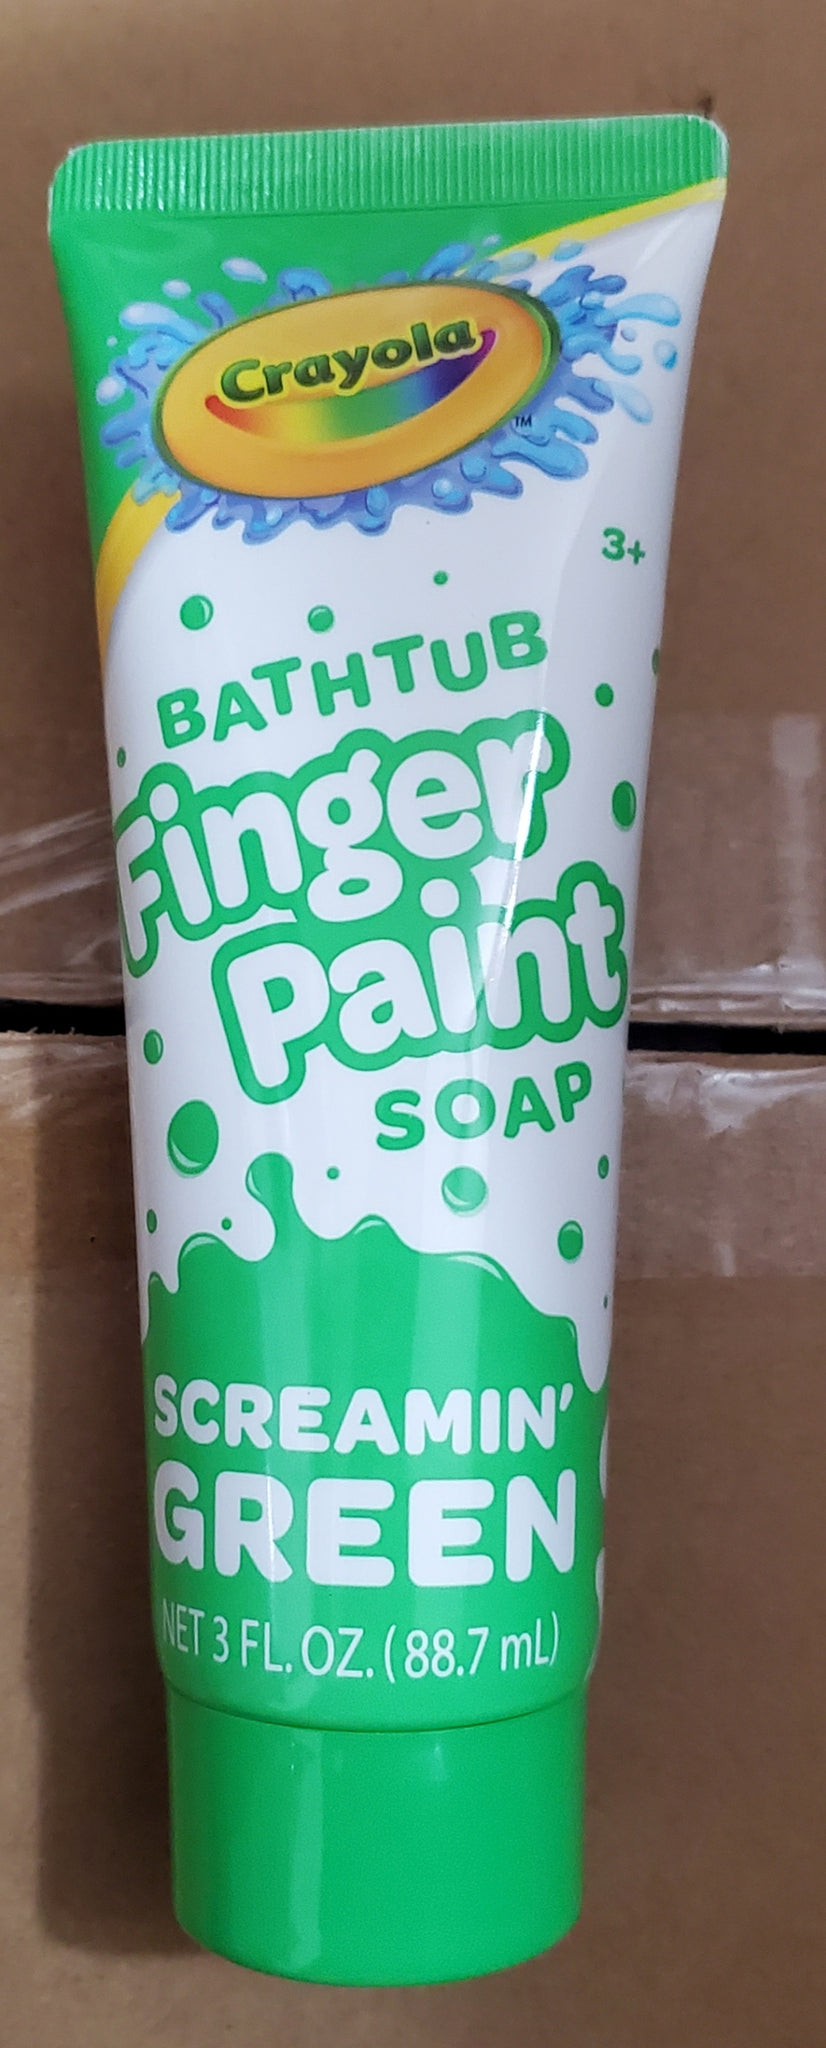 Crayola
TM
3+
BATHTUB
Finger
Paint
SOAP
SCREAMIN'
GREEN
NET 3 FL. OZ. (88.7 mL)